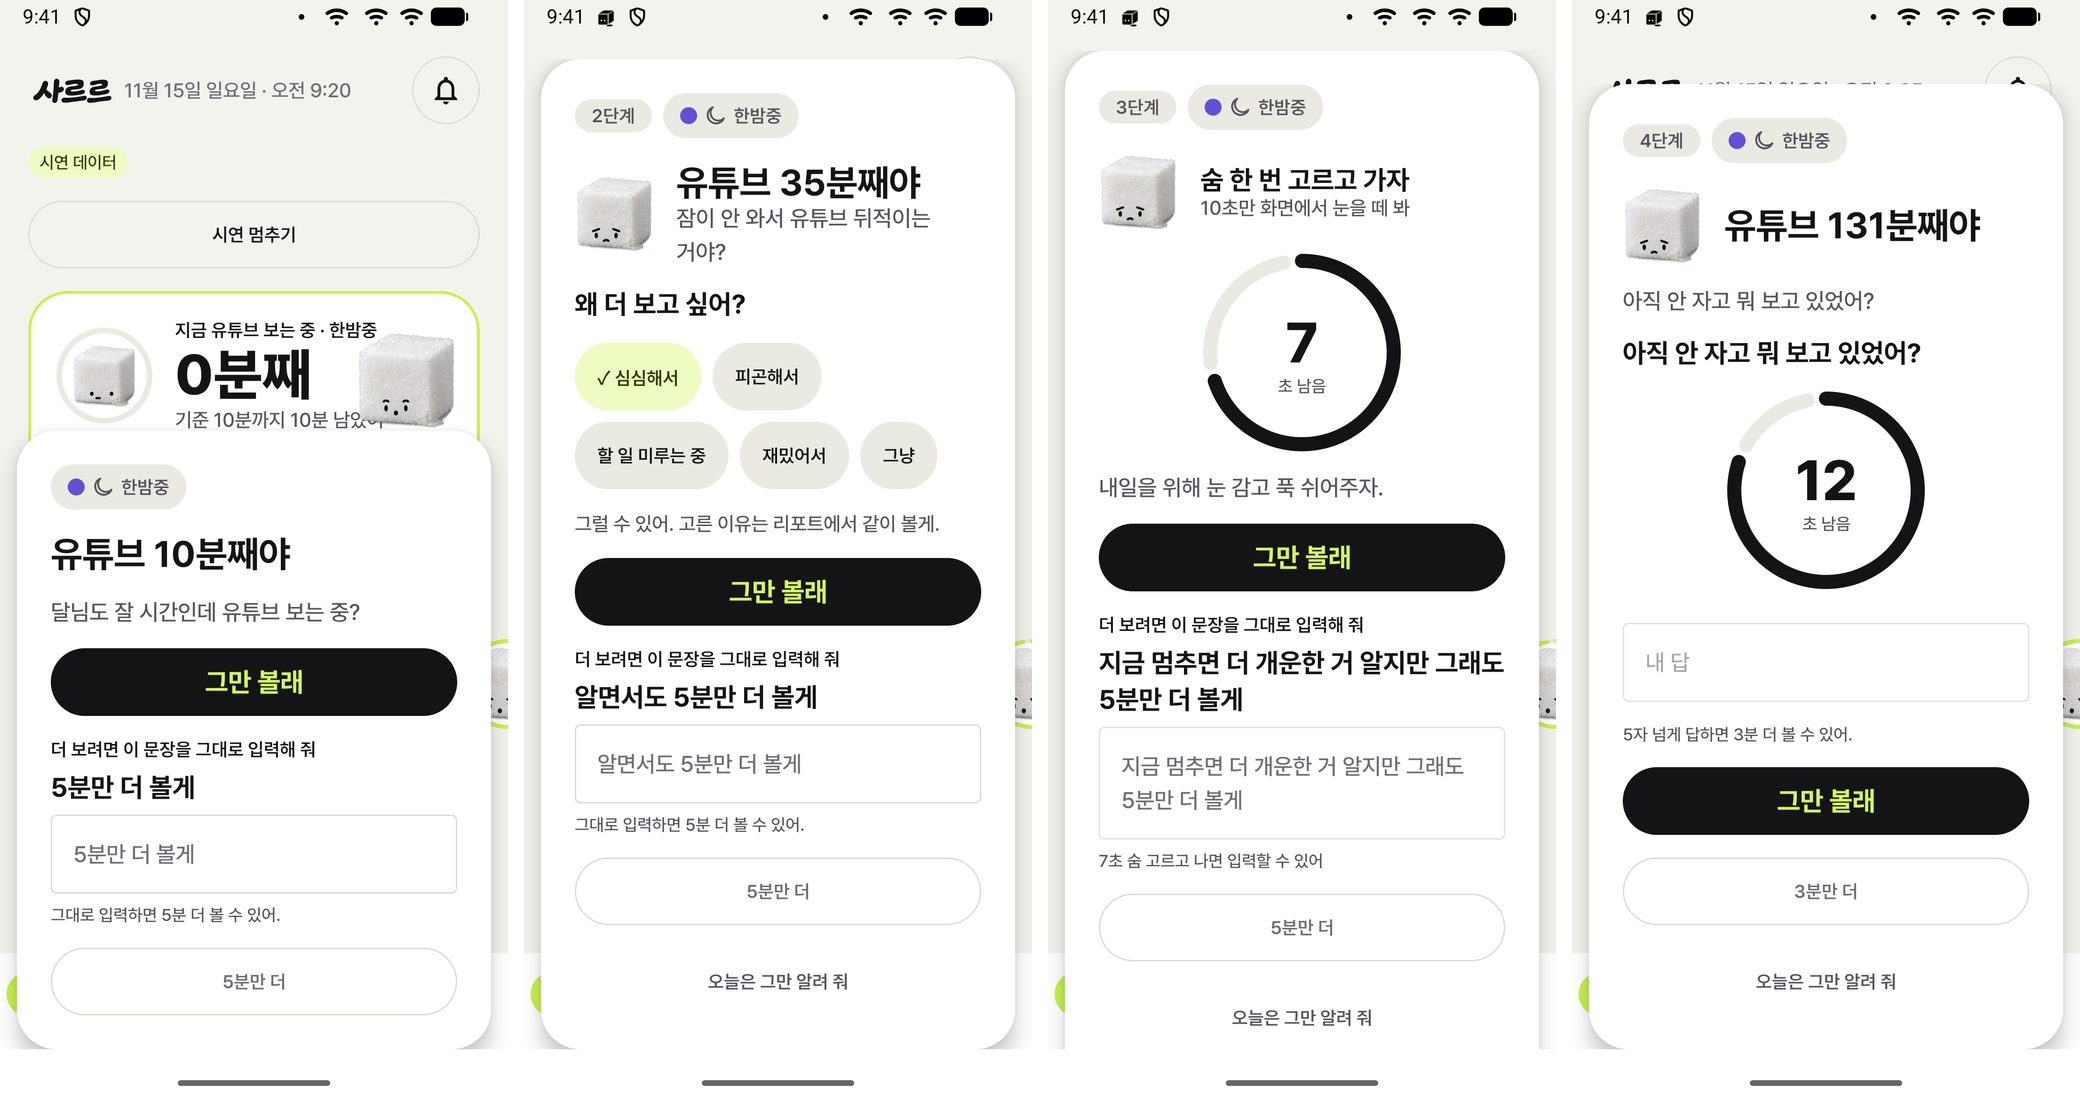 9:41
사르르 11월 15일 일요일 · 오전 9:20
시연 데이터
시연 멈추기
지금 유튜브 보는 중 · 한밤중
0분째
기준 10분까지 10분 남았어
한밤중
유튜브 10분째야
달님도 잘 시간인데 유튜브 보는 중?
그만 볼래
더 보려면 이 문장을 그대로 입력해 줘
5분만 더 볼게
5분만 더 볼게
그대로 입력하면 5분 더 볼 수 있어.
5분만 더
9:41
2단계 한밤중
유튜브 35분째야
잠이 안 와서 유튜브 뒤적이는
거야?
왜 더 보고 싶어?
✓ 심심해서 피곤해서
할 일 미루는 중 재밌어서 그냥
그럴 수 있어. 고른 이유는 리포트에서 같이 볼게.
그만 볼래
더 보려면 이 문장을 그대로 입력해 줘
알면서도 5분만 더 볼게
알면서도 5분만 더 볼게
그대로 입력하면 5분 더 볼 수 있어.
5분만 더
오늘은 그만 알려 줘
9:41
3단계 한밤중
숨 한 번 고르고 가자
10초만 화면에서 눈을 떼 봐
7
초 남음
내일을 위해 눈 감고 푹 쉬어주자.
그만 볼래
더 보려면 이 문장을 그대로 입력해 줘
지금 멈추면 더 개운한 거 알지만 그래도
5분만 더 볼게
지금 멈추면 더 개운한 거 알지만 그래도
5분만 더 볼게
7초 숨 고르고 나면 입력할 수 있어
5분만 더
오늘은 그만 알려 줘
9:41
4단계 한밤중
유튜브 131분째야
아직 안 자고 뭐 보고 있었어?
아직 안 자고 뭐 보고 있었어?
12
초 남음
내 답
5자 넘게 답하면 3분 더 볼 수 있어.
그만 볼래
3분만 더
오늘은 그만 알려 줘